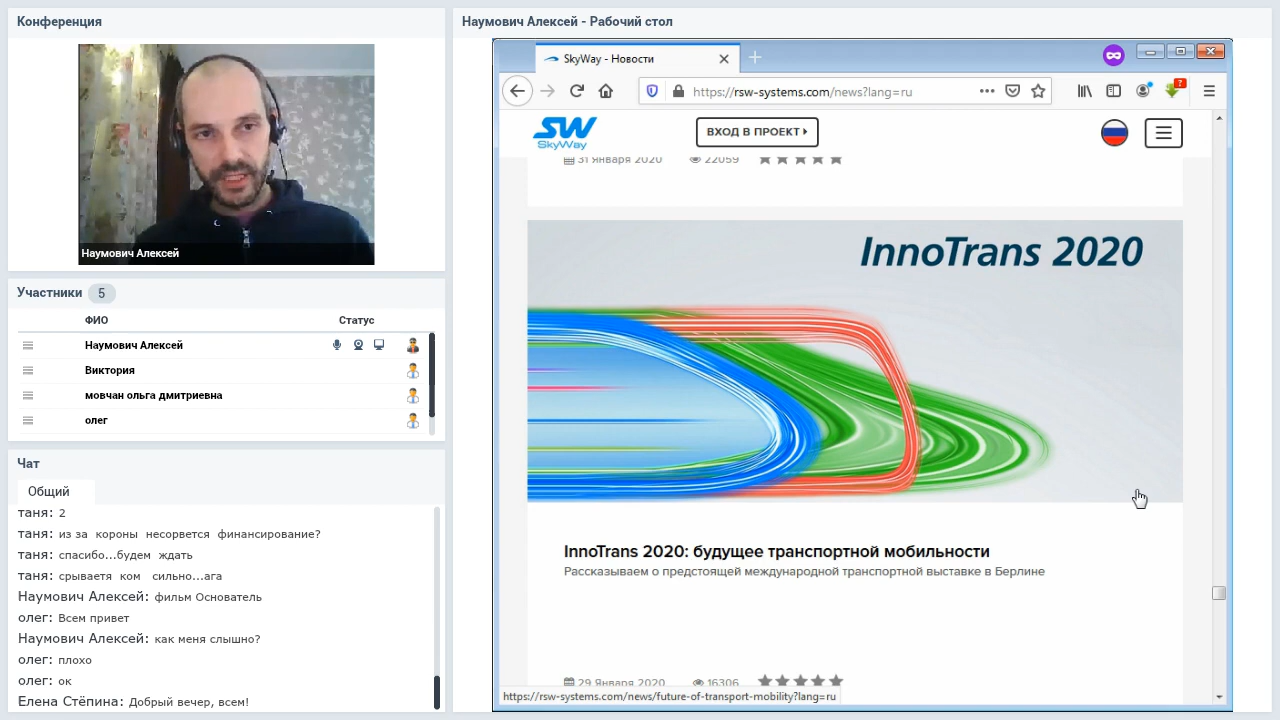 Конференция
Наумович Алексей
Участники 5
ФИО Статус
Наумович Алексей
Виктория
мовчан ольга дмитриевна
олег
Чат
Общий
таня: 2
таня: из за короны несорвется финансирование?
таня: спасибо...будем ждать
таня: срываетя ком сильно...ага
Наумович Алексей: фильм Основатель
олег: Всем привет
Наумович Алексей: как меня слышно?
олег: плохо
олег: ок
Елена Стёпина: Добрый вечер, всем!
Наумович Алексей - Рабочий стол
SkyWay - Новости
https://rsw-systems.com/news?lang=ru
?
SW
SkyWay
ВХОД В ПРОЕКТ
31 Января 2020 22059
InnoTrans 2020
InnoTrans 2020: будущее транспортной мобильности
Рассказываем о предстоящей международной транспортной выставке в Берлине
29 Января 2020 16306
https://rsw-systems.com/news/future-of-transport-mobility?lang=ru